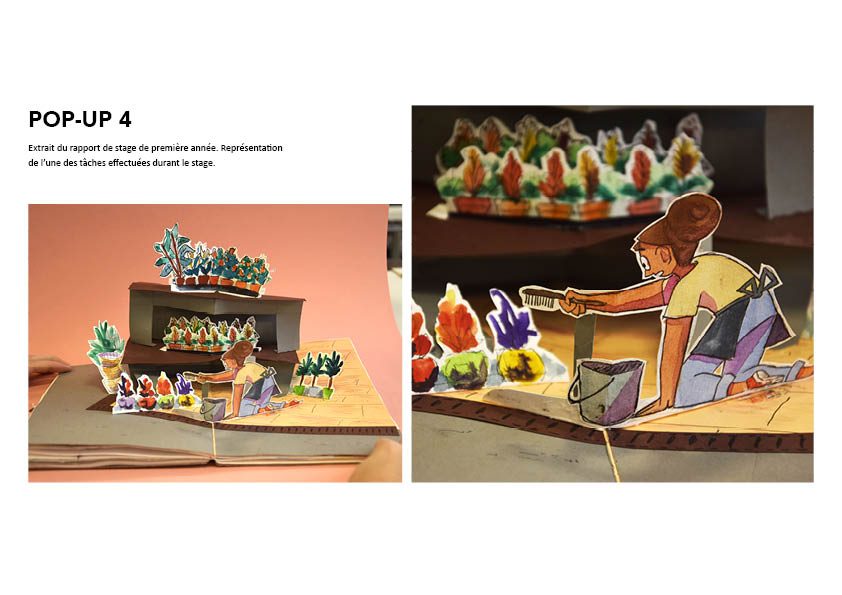 POP-UP 4
Extrait du rapport de stage de première année. Représentation
de l'une des tâches effectuées durant le stage.